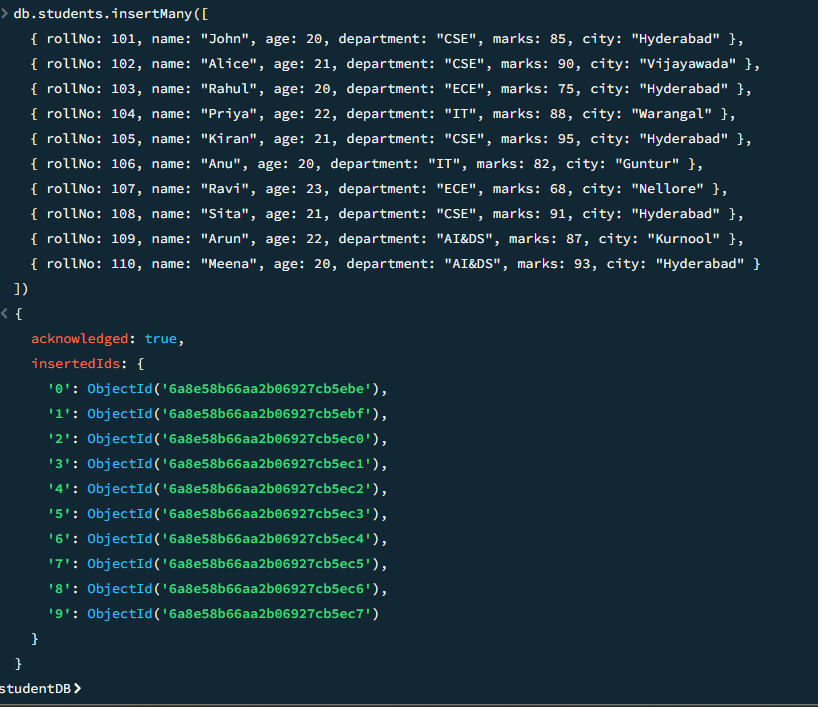 > db.students.insertMany([
{ rollNo: 101, name: "John", age: 20, department: "CSE", marks: 85, city: "Hyderabad" },
{ rollNo: 102, name: "Alice", age: 21, department: "CSE", marks: 90, city: "Vijayawada" },
{ rollNo: 103, name: "Rahul", age: 20, department: "ECE", marks: 75, city: "Hyderabad" },
{ rollNo: 104, name: "Priya", age: 22, department: "IT", marks: 88, city: "Warangal" },
{ rollNo: 105, name: "Kiran", age: 21, department: "CSE", marks: 95, city: "Hyderabad" },
{ rollNo: 106, name: "Anu", age: 20, department: "IT", marks: 82, city: "Guntur" },
{ rollNo: 107, name: "Ravi", age: 23, department: "ECE", marks: 68, city: "Nellore" },
{ rollNo: 108, name: "Sita", age: 21, department: "CSE", marks: 91, city: "Hyderabad" },
{ rollNo: 109, name: "Arun", age: 22, department: "AI&DS", marks: 87, city: "Kurnool" },
{ rollNo: 110, name: "Meena", age: 20, department: "AI&DS", marks: 93, city: "Hyderabad" }
])
< {
acknowledged: true,
insertedIds: {
'0': ObjectId('6a8e58b66aa2b06927cb5ebe'),
'1': ObjectId('6a8e58b66aa2b06927cb5ebf'),
'2': ObjectId('6a8e58b66aa2b06927cb5ec0'),
'3': ObjectId('6a8e58b66aa2b06927cb5ec1'),
'4': ObjectId('6a8e58b66aa2b06927cb5ec2'),
'5': ObjectId('6a8e58b66aa2b06927cb5ec3'),
'6': ObjectId('6a8e58b66aa2b06927cb5ec4'),
'7': ObjectId('6a8e58b66aa2b06927cb5ec5'),
'8': ObjectId('6a8e58b66aa2b06927cb5ec6'),
'9': ObjectId('6a8e58b66aa2b06927cb5ec7')
}
}
studentDB>